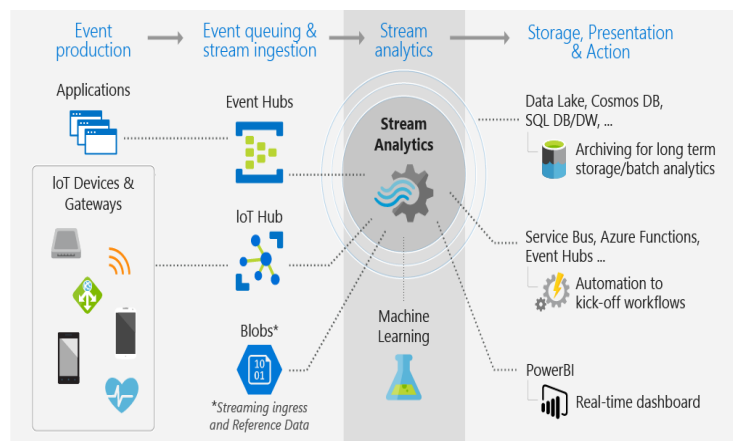 Event
production
Event queuing &
stream ingestion
Stream
analytics
Storage, Presentation
& Action
Applications
IoT Devices &
Gateways
Event Hubs
IoT Hub
Blobs*
10
01
*Streaming ingress
and Reference Data
Stream
Analytics
Machine
Learning
Data Lake, Cosmos DB,
SQL DB/DW, ...
Archiving for long term
storage/batch analytics
Service Bus, Azure Functions,
Event Hubs ...
Automation to
kick-off workflows
PowerBI
Real-time dashboard